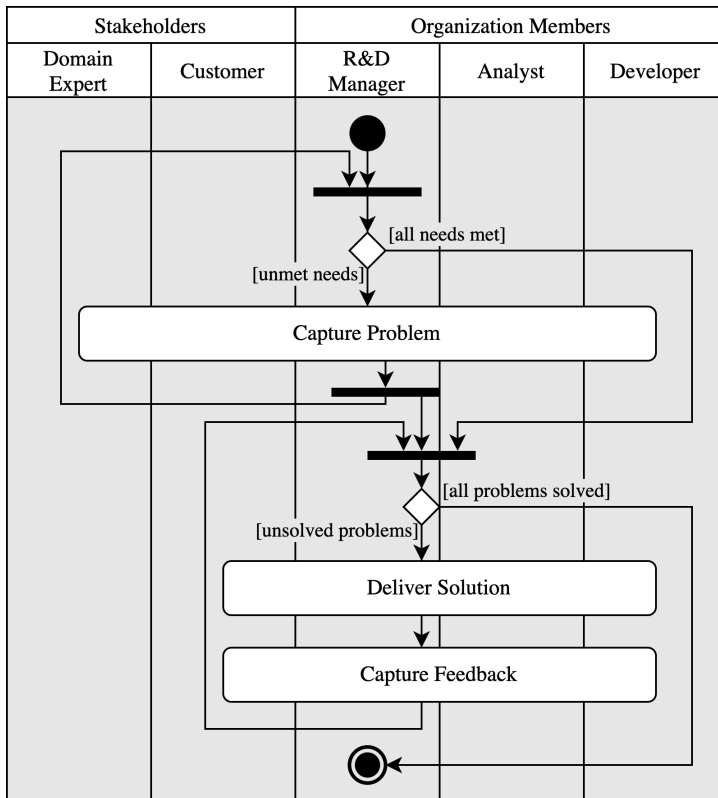 Stakeholders
Organization Members
Domain
Expert
Customer
R&D
Manager
Analyst
Developer
[all needs met]
[unmet needs]
Capture Problem
[all problems solved]
[unsolved problems]
Deliver Solution
Capture Feedback